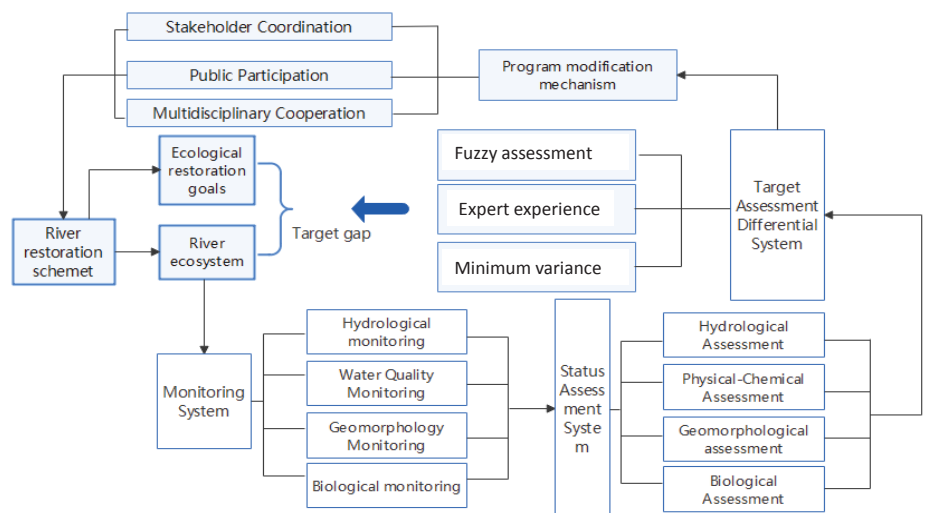 Stakeholder Coordination
Public Participation
Multidisciplinary Cooperation
Program modification
mechanism
Ecological
restoration
goals
River
restoration
schemet
River
ecosystem
Target gap
Fuzzy assessment
Expert experience
Minimum variance
Target
Assessment
Differential
System
Monitoring
System
Hydrological
monitoring
Water Quality
Monitoring
Geomorphology
Monitoring
Biological monitoring
Status
Assess
ment
Syste
m
Hydrological
Assessment
Physical-Chemical
Assessment
Geomorphological
assessment
Biological
Assessment